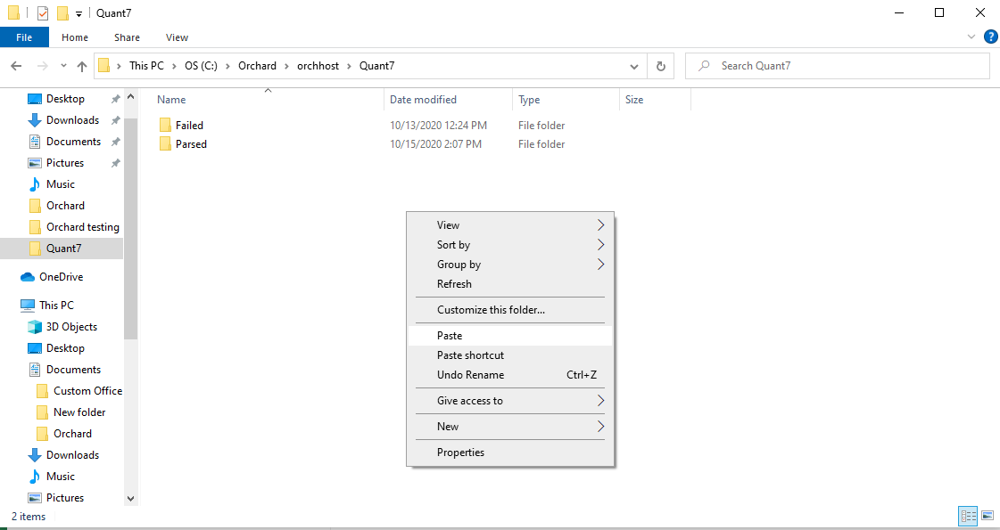 Quant7
File Home Share View
This PC OS (C:) Orchard orchhost Quant7
Search Quant7
Name Date modified Type Size
Failed 10/13/2020 12:24 PM File folder
Parsed 10/15/2020 2:07 PM File folder
Desktop
Downloads
Documents
Pictures
Music
Orchard
Orchard testing
Quant7
OneDrive
This PC
3D Objects
Desktop
Documents
Custom Office
New folder
Orchard
Downloads
Music
Pictures
View
Sort by
Group by
Refresh
Customize this folder...
Paste
Paste shortcut
Undo Rename Ctrl+Z
Give access to
New
Properties
2 items